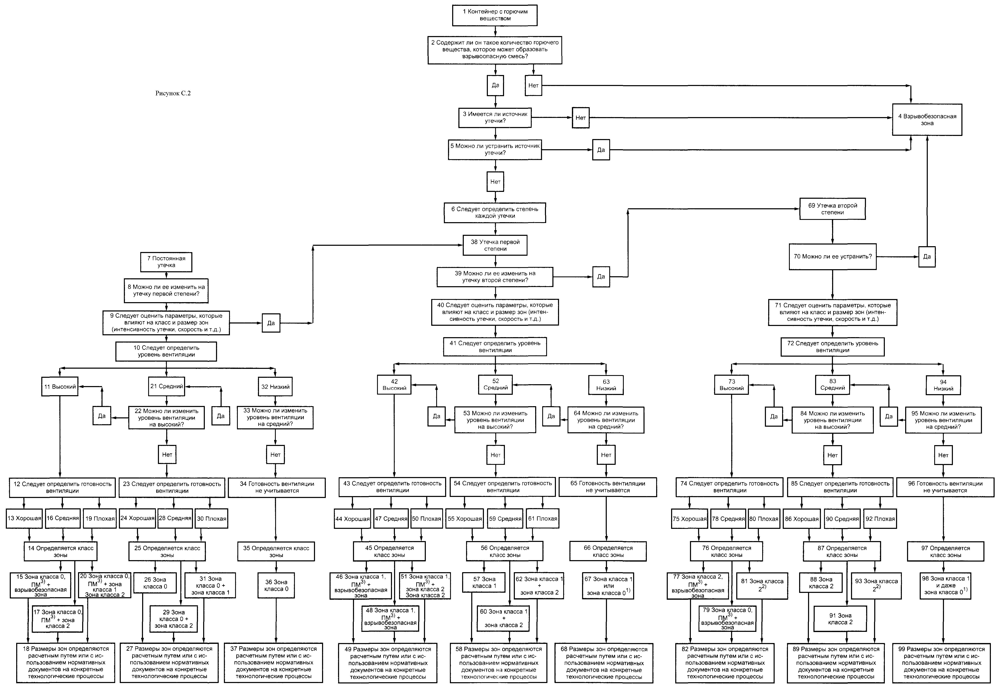 1 Контейнер с горючим
веществом
2 Содержит ли он такое количество горючего
вещества, которое может образовать
взрывоопасную смесь?
Да
Нет
Рисунок С.2
3 Имеется ли источник
утечки?
Нет
4 Взрывобезопасная
зона
5 Можно ли устранить источник
утечки?
Да
Нет
6 Следует определить степень
каждой утечки
69 Утечка второй
степени
38 Утечка первой
степени
7 Постоянная
утечка
70 Можно ли ее устранить?
Да
39 Можно ли ее изменить на
утечку второй степени?
Да
8 Можно ли ее изменить на
утечку первой степени?
9 Следует оценить параметры, которые
влияют на класс и размер зон
(интенсивность утечки, скорость и т.д.)
Да
40 Следует оценить параметры, которые
влияют на класс и размер зон (интен-
сивность утечки, скорость и т.д.)
71 Следует оценить параметры, которые
влияют на класс и размер зон (интен-
сивность утечки, скорость и т.д.)
10 Следует определить
уровень вентиляции
41 Следует определить уровень
вентиляции
72 Следует определить уровень
вентиляции
11 Высокий
21 Средний
32 Низкий
42
Высокий
52
Средний
63
Низкий
73
Высокий
83
Средний
94
Низкий
Да
22 Можно ли изменить
уровень вентиляции
на высокий?
Да
33 Можно ли изменить
уровень вентиляции
на средний?
Да
53 Можно ли изменить
уровень вентиляции
на высокий?
Да
64 Можно ли изменить
уровень вентиляции
на средний?
Да
84 Можно ли изменить
уровень вентиляции
на высокий?
Да
95 Можно ли изменить
уровень вентиляции
на средний?
Нет
Нет
Нет
Нет
Нет
Нет
12 Следует определить готовность
вентиляции
23 Следует определить готовность
вентиляции
34 Готовность вентиляции
не учитывается
43 Следует определить готовность
вентиляции
54 Следует определить готовность
вентиляции
65 Готовность вентиляции
не учитывается
74 Следует определить готовность
вентиляции
85 Следует определить готовность
вентиляции
96 Готовность вентиляции
не учитывается
13 Хорошая
16 Средняя
19 Плохая
24 Хорошая
28 Средняя
30 Плохая
44 Хорошая
47 Средняя
50 Плохая
55 Хорошая
59 Средняя
61 Плохая
75 Хорошая
78 Средняя
80 Плохая
86 Хорошая
90 Средняя
92 Плохая
14 Определяется класс
зоны
25 Определяется класс
зоны
35 Определяется класс
зоны
45 Определяется
класс зоны
56 Определяется
класс зоны
66 Определяется
класс зоны
76 Определяется
класс зоны
87 Определяется
класс зоны
97 Определяется
класс зоны
15 Зона класса 0,
ПМ3) +
взрывобезопасная
зона
20 Зона класса 0,
ПМ3) + зона
класса 1
Зона класса 2
26 Зона
класса 0
31 Зона
класса 0 +
зона класса 1
36 Зона
класса 0
46 Зона класса 1,
ПМ3) +
взрывобезопасная
зона
51 Зона класса 1,
ПМ3) +
зона класса 2
Зона класса 2
57 Зона
класса 1
62 Зона класса 1
+
зона класса 2
67 Зона класса 1
или
зона класса 01)
77 Зона класса 2,
ПМ3) +
взрывобезопасная
зона
81 Зона класса
22)
88 Зона
класса 2
93 Зона класса
22)
98 Зона класса 1
и даже
зона класса 01)
17 Зона класса 0,
ПМ3) + зона
класса 2
29 Зона
класса 0 +
зона класса 2
48 Зона класса 1,
ПМ3) +
взрывобезопасная
зона
60 Зона класса 1
+
зона класса 2
79 Зона класса 0,
ПМ3) +
взрывобезопасная
зона
91 Зона
класса 2
18 Размеры зон определяются
расчетным путем или с ис-
пользованием нормативных
документов на конкретные
технологические процессы
27 Размеры зон определяются
расчетным путем или с ис-
пользованием нормативных
документов на конкретные
технологические процессы
37 Размеры зон определяются
расчетным путем или с ис-
пользованием нормативных
документов на конкретные
технологические процессы
49 Размеры зон определяются
расчетным путем или с ис-
пользованием нормативных
документов на конкретные
технологические процессы
58 Размеры зон определяются
расчетным путем или с ис-
пользованием нормативных
документов на конкретные
технологические процессы
68 Размеры зон определяются
расчетным путем или с ис-
пользованием нормативных
документов на конкретные
технологические процессы
82 Размеры зон определяются
расчетным путем или с ис-
пользованием нормативных
документов на конкретные
технологические процессы
89 Размеры зон определяются
расчетным путем или с ис-
пользованием нормативных
документов на конкретные
технологические процессы
99 Размеры зон определяются
расчетным путем или с ис-
пользованием нормативных
документов на конкретные
технологические процессы